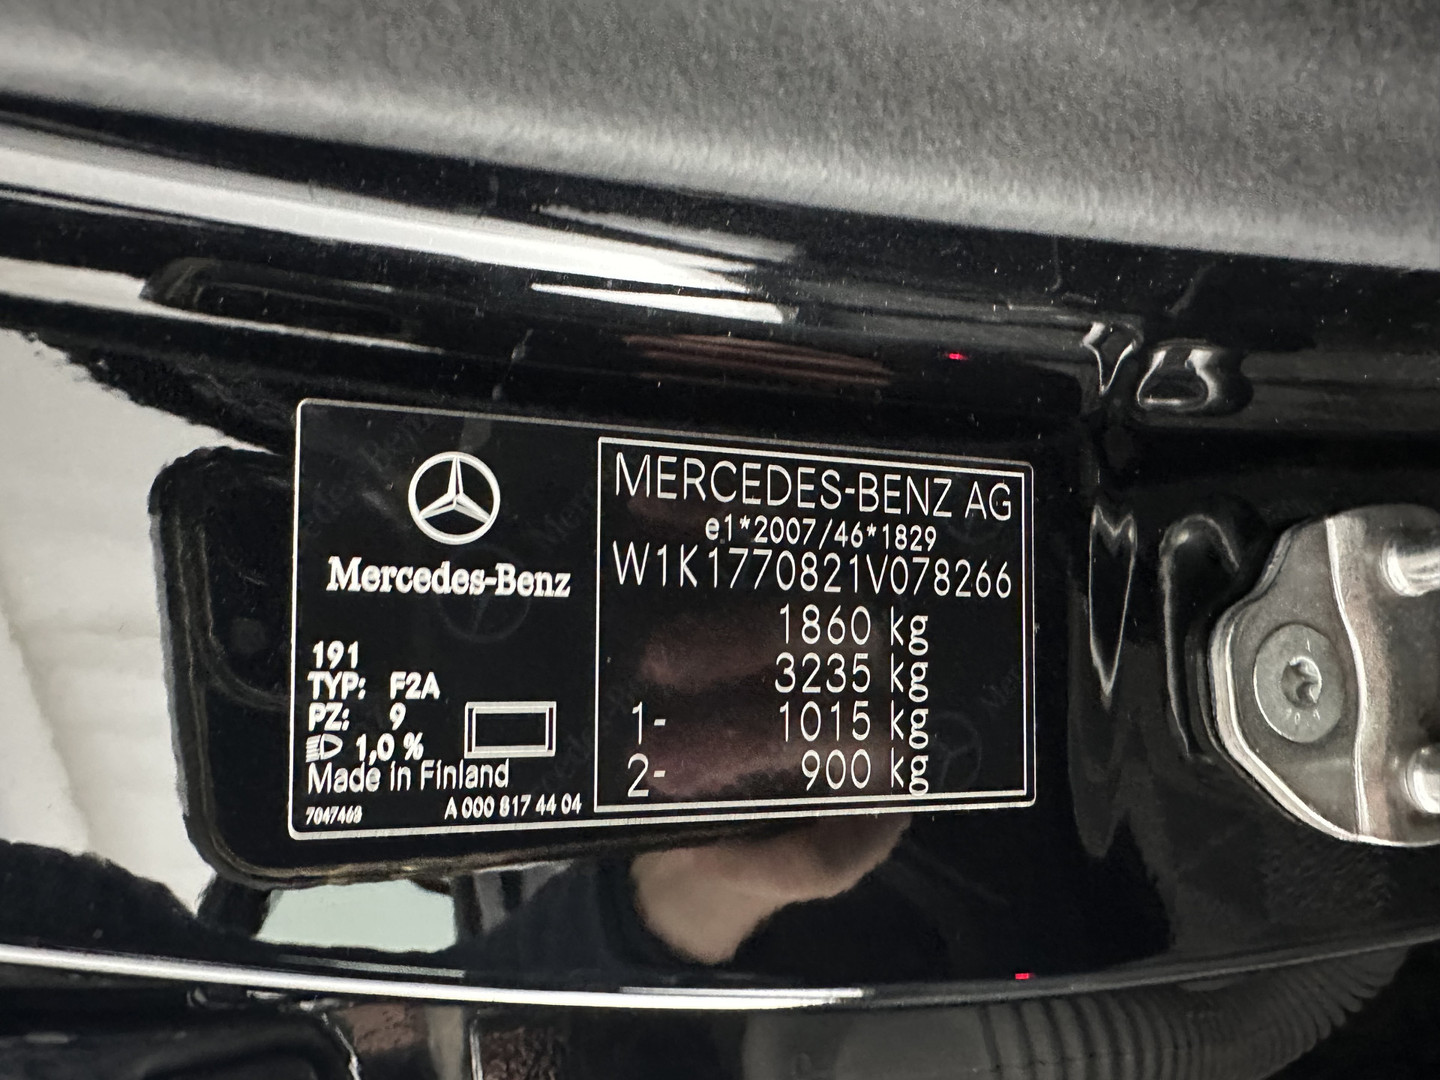 Mercedes-Benz
191
TYP: F2A
PZ: 9
1,0 %
Made in Finland
7047468
A 000 817 44 04
MERCEDES-BENZ AG
e1*2007/46*1829
W1K1770821V078266
1860 kg
3235 kg
1- 1015 kg
2- 900 kg